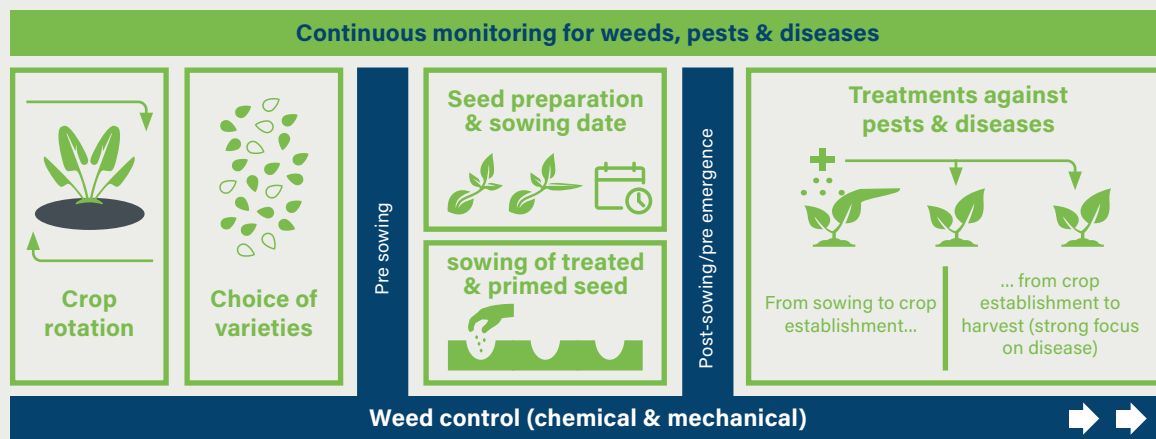 Continuous monitoring for weeds, pests & diseases
Crop
rotation
Choice of
varieties
Pre sowing
Seed preparation
& sowing date
sowing of treated
& primed seed
Post-sowing/pre emergence
Treatments against
pests & diseases
From sowing to crop
establishment...
... from crop
establishment to
harvest (strong focus
on disease)
Weed control (chemical & mechanical)